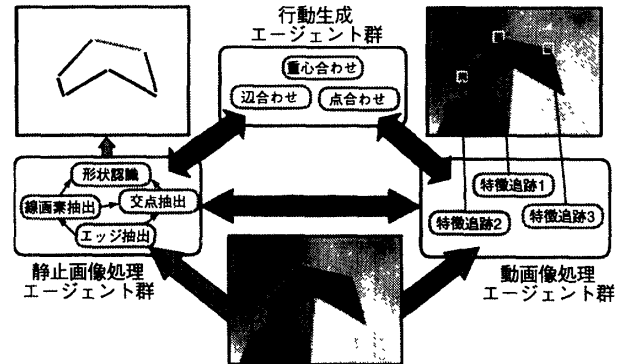 行動生成
エージェント群
重心合わせ
辺合わせ
点合わせ
形状認識
線画素抽出
交点抽出
エッジ抽出
静止画像処理
エージェント群
特徴追跡1
特徴追跡2
特徴追跡3
動画像処理
エージェント群